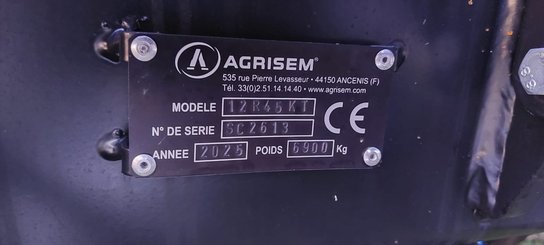 AGRISEM®
535 rue Pierre Levasseur • 44150 ANCENIS (F)
Tél. 33(0)2.51.14.14.40 • www.agrisem.com
MODELE 12R45KT
N° DE SERIE SC2613 CE
ANNEE 2025 POIDS 6900 Kg